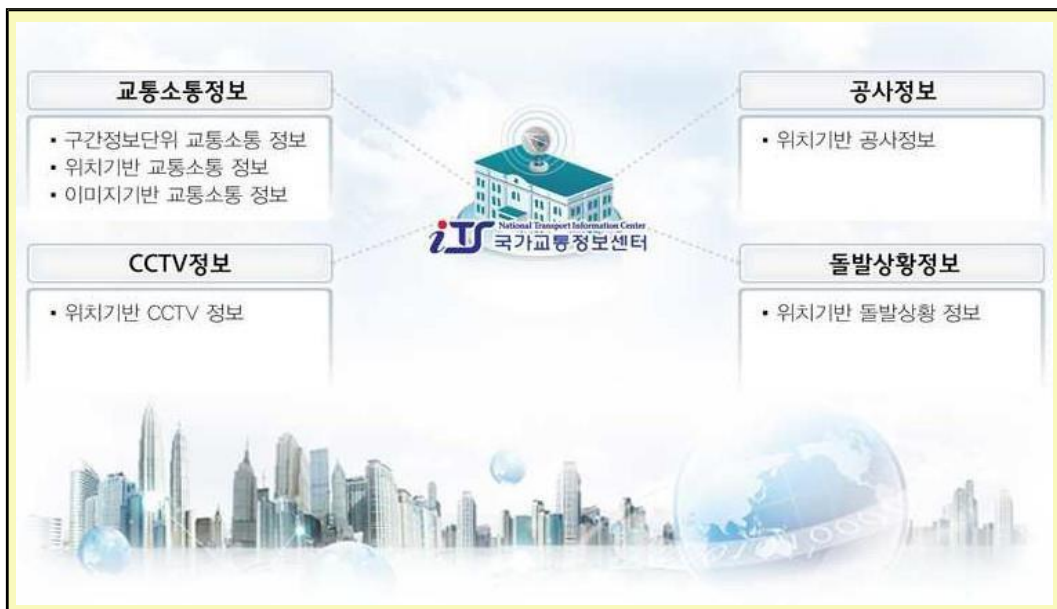 교통소통정보
▪ 구간정보단위 교통소통 정보
▪ 위치기반 교통소통 정보
▪ 이미지기반 교통소통 정보
공사정보
▪ 위치기반 공사정보
iTS National Transport Information Center
국가교통정보센터
CCTV정보
▪ 위치기반 CCTV 정보
돌발상황정보
▪ 위치기반 돌발상황 정보